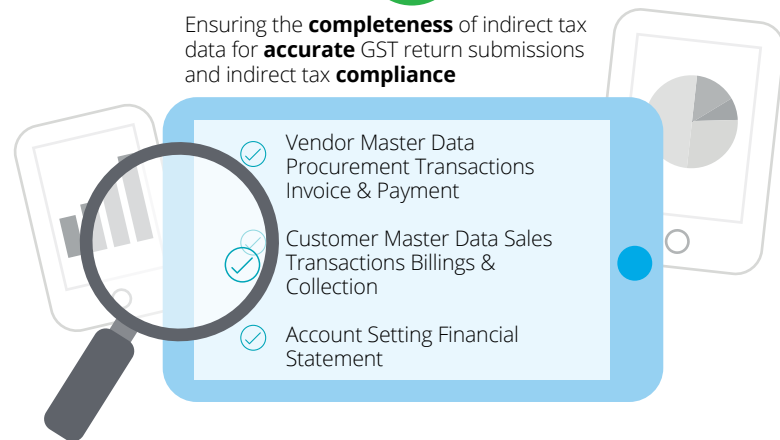 Ensuring the completeness of indirect tax
data for accurate GST return submissions
and indirect tax compliance
Vendor Master Data
Procurement Transactions
Invoice & Payment
Customer Master Data Sales
Transactions Billings &
Collection
Account Setting Financial
Statement